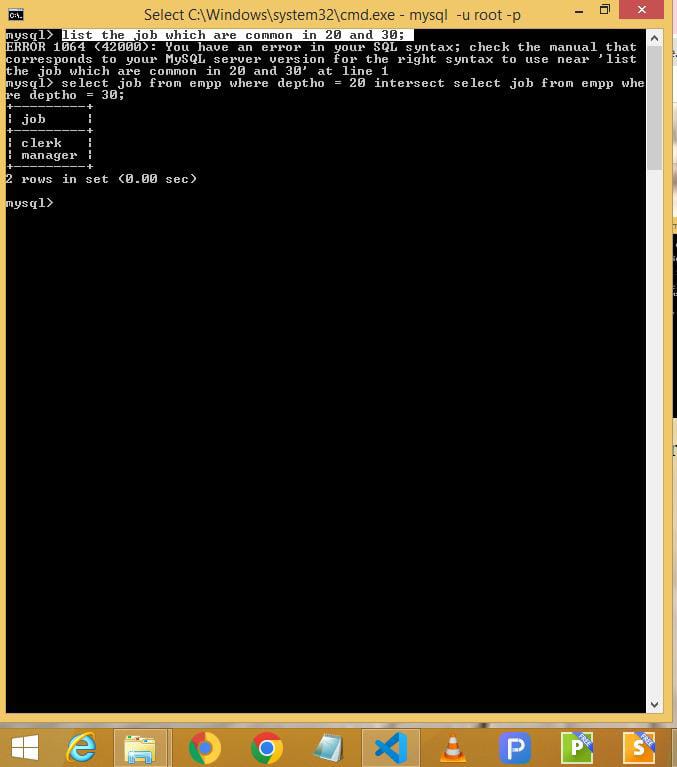 Select C:\Windows\system32\cmd.exe - mysql -u root -p
mysql> list the job which are common in 20 and 30;
ERROR 1064 (42000): You have an error in your SQL syntax; check the manual that
corresponds to your MySQL server version for the right syntax to use near 'list
the job which are common in 20 and 30' at line 1
mysql> select job from empp where deptho = 20 intersect select job from empp whe
re deptho = 30;
+---------+
| job     |
+---------+
| clerk   |
| manager |
+---------+
2 rows in set (0.00 sec)
mysql>
P FREE
S FREE